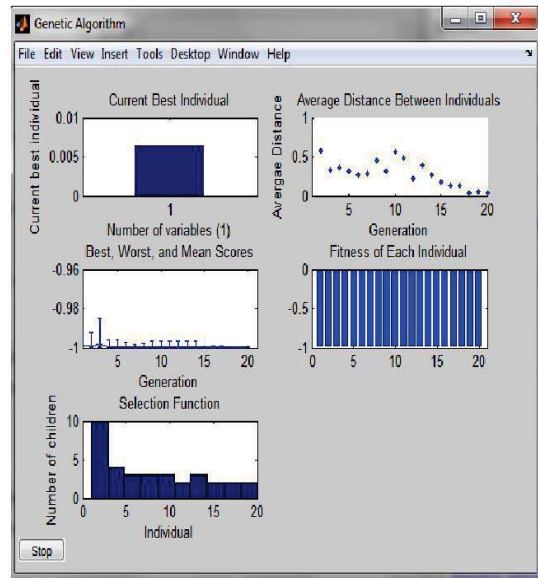 Genetic Algorithm
File Edit View Insert Tools Desktop Window Help
Current Best Individual
Current best individual
0.01
0.005
0
1
Number of variables (1)
Average Distance Between Individuals
Avergae Distance
1
0.5
0
5 10 15 20
Generation
Best, Worst, and Mean Scores
-0.96
-0.98
-1
5 10 15 20
Generation
Fitness of Each Individual
0
-0.5
-1
0 5 10 15 20
Selection Function
Number of children
10
5
0
0 5 10 15 20
Individual
Stop